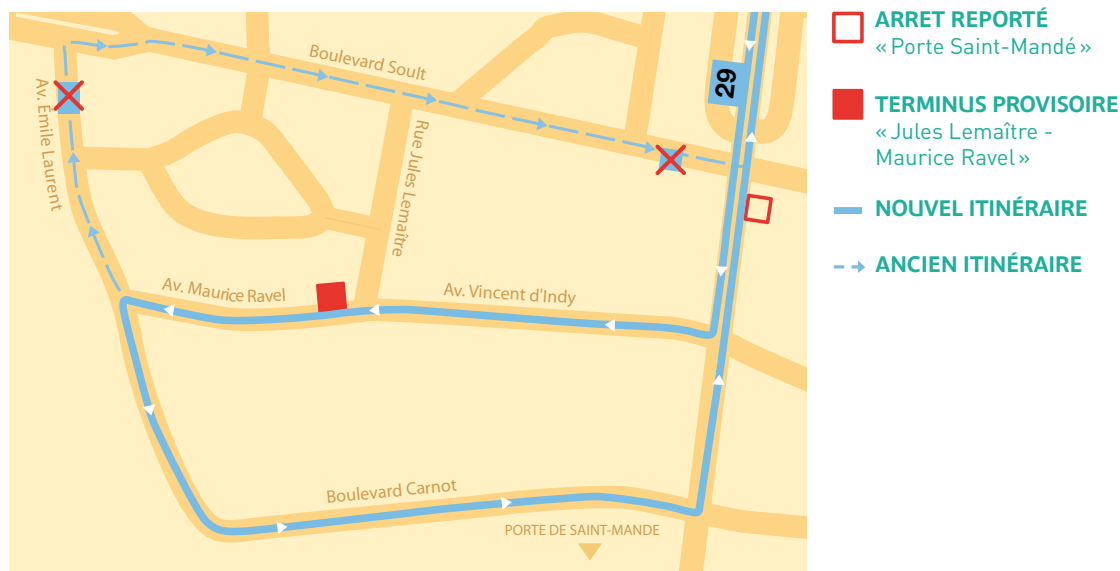 Boulevard Soult
29
Av. Émile Laurent
Rue Jules Lemaître
Av. Maurice Ravel
Av. Vincent d'Indy
Boulevard Carnot
PORTE DE SAINT-MANDE
ARRET REPORTÉ
«Porte Saint-Mandé»
TERMINUS PROVISOIRE
«Jules Lemaître -
Maurice Ravel»
NOUVEL ITINÉRAIRE
ANCIEN ITINÉRAIRE